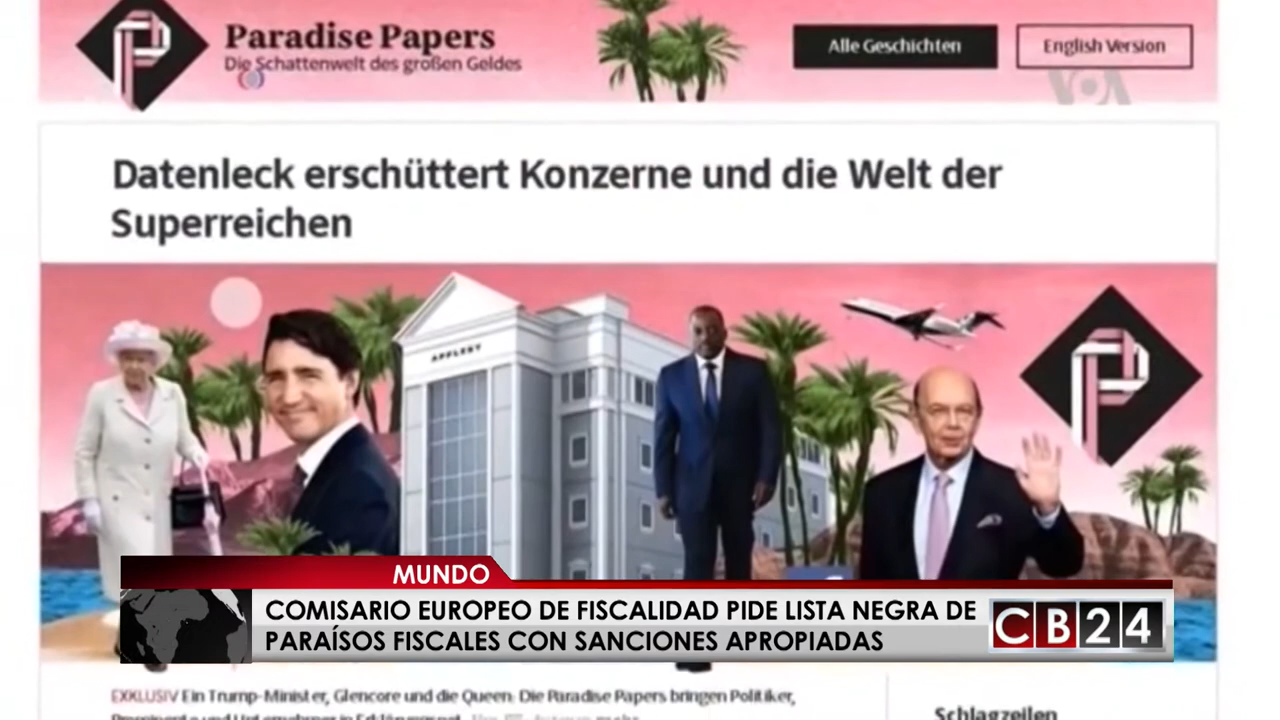 Paradise Papers
Die Schattenwelt des großen Geldes
Alle Geschichten
English Version
VOA
Datenleck erschüttert Konzerne und die Welt der
Superreichen
APPLEBY
MUNDO
COMISARIO EUROPEO DE FISCALIDAD PIDE LISTA NEGRA DE
PARAÍSOS FISCALES CON SANCIONES APROPIADAS
CB24
EXKLUSIV Ein Trump-Minister, Glencore und die Queen: Die Paradise Papers bringen Politiker,
Schlagzeilen